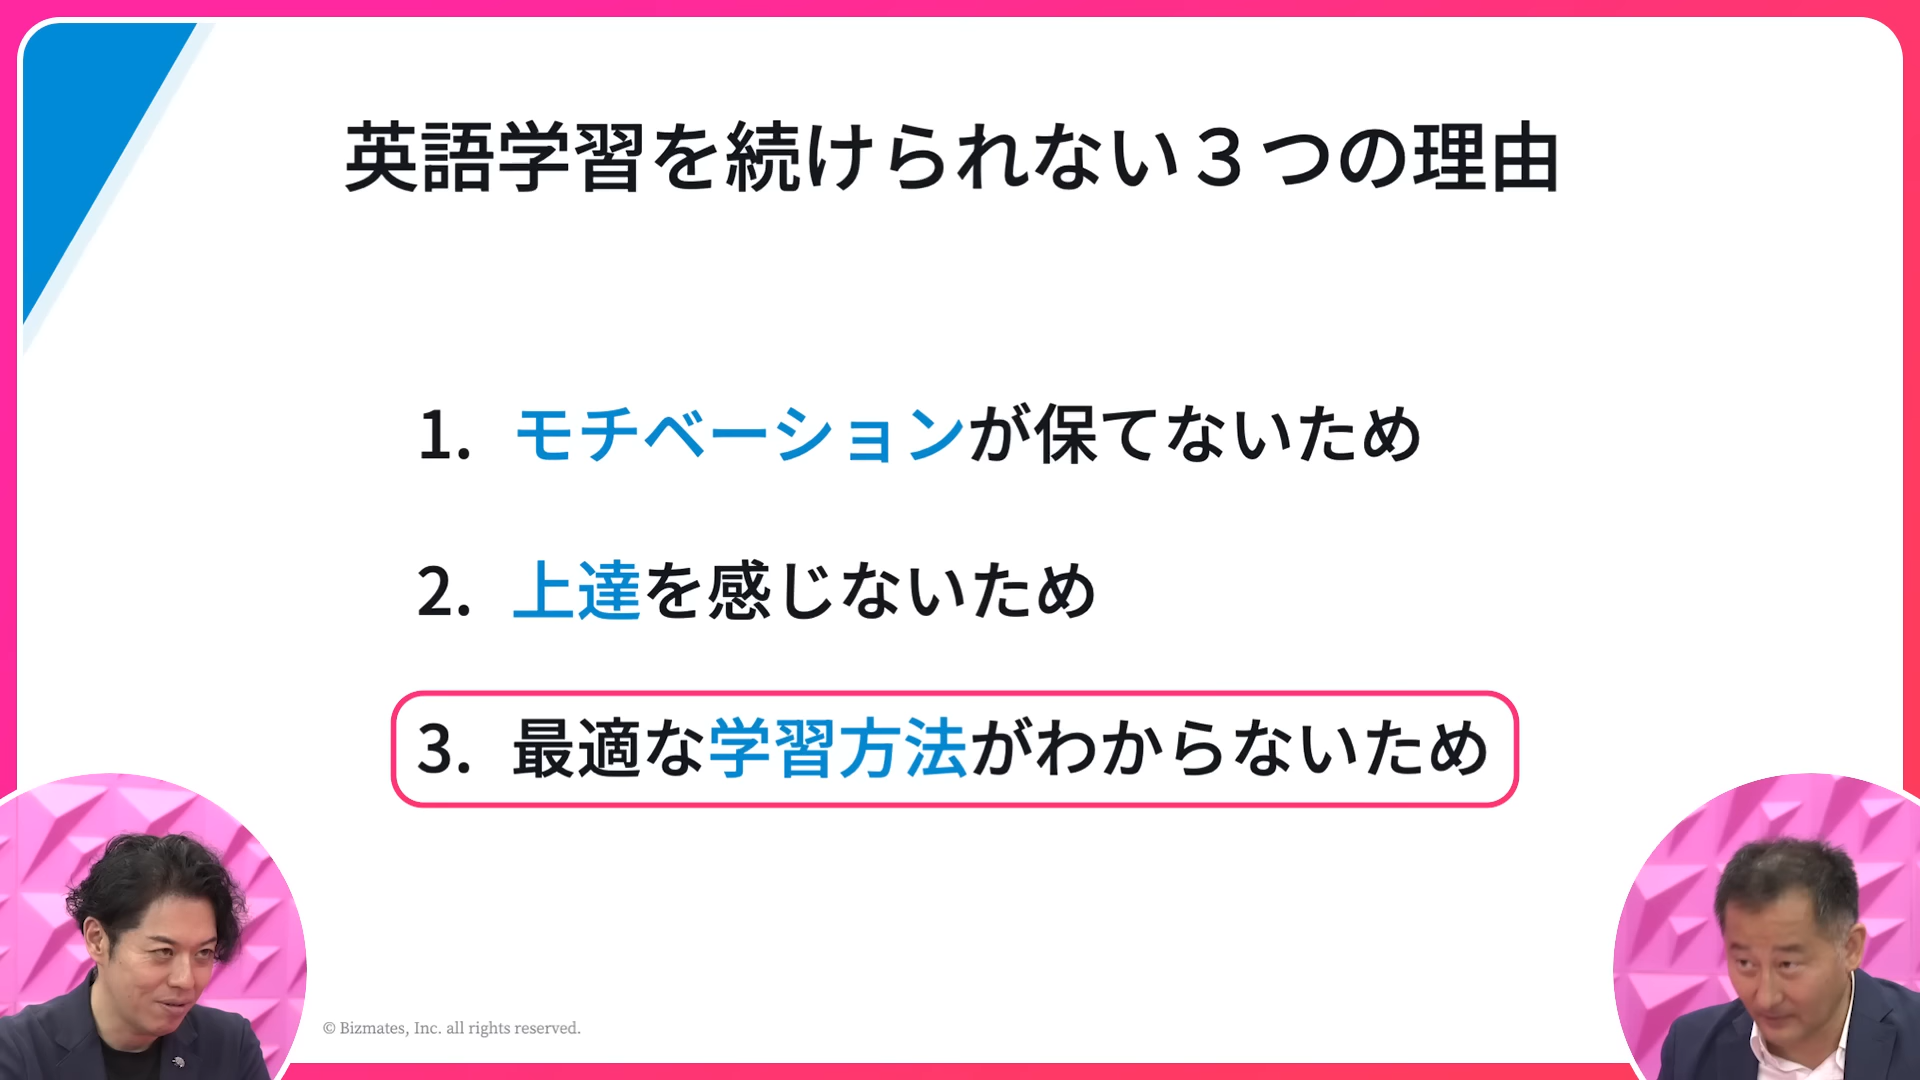 英語学習を続けられない３つの理由
1. モチベーションが保てないため
2. 上達を感じないため
3. 最適な学習方法がわからないため
© Bizmates, Inc. all rights reserved.